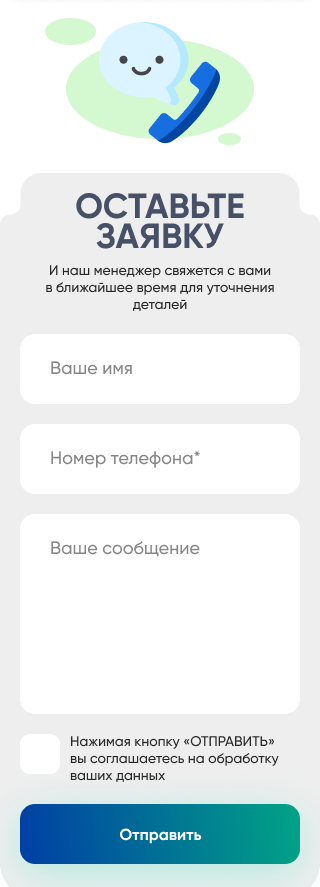 ОСТАВЬТЕ
ЗАЯВКУ
И наш менеджер свяжется с вами
в ближайшее время для уточнения
деталей
Ваше имя
Номер телефона*
Ваше сообщение
Нажимая кнопку «ОТПРАВИТЬ»
вы соглашаетесь на обработку
ваших данных
Отправить